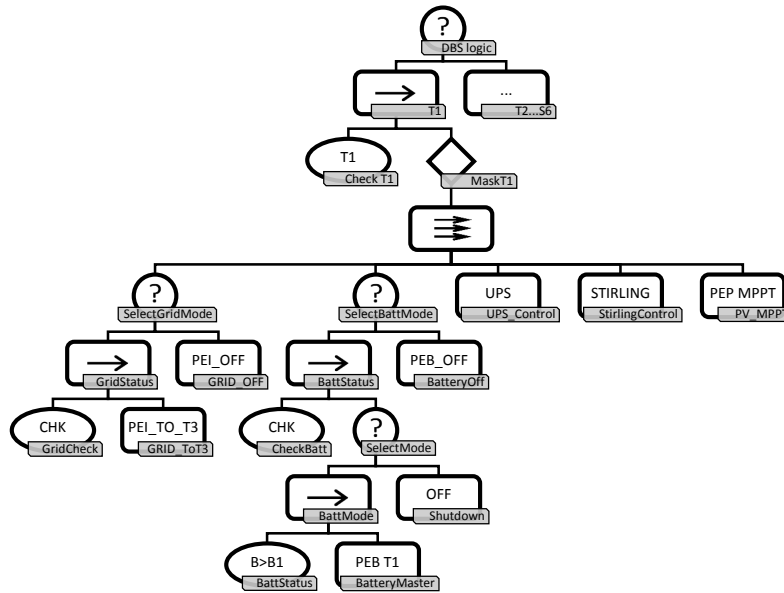 ?
DBS logic
T1
...
T2...S6
T1
Check T1
MaskT1
?
SelectGridMode
?
SelectBattMode
UPS
UPS_Control
STIRLING
StirlingControl
PEP MPPT
PV_MPPT
GridStatus
PEI_OFF
GRID_OFF
BattStatus
PEB_OFF
BatteryOff
CHK
GridCheck
PEI_TO_T3
GRID_ToT3
CHK
CheckBatt
?
SelectMode
BattMode
OFF
Shutdown
B>B1
BattStatus
PEB T1
BatteryMaster